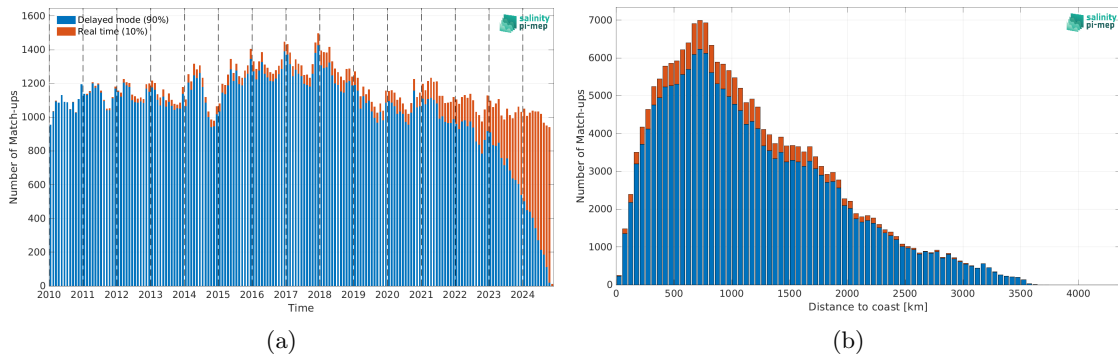 Delayed mode (90%)
Real time (10%)
salinity
pi-mep
Number of Match-ups
1600
1400
1200
1000
800
600
400
200
0
2010 2011 2012 2013 2014 2015 2016 2017 2018 2019 2020 2021 2022 2023 2024
Time
(a)
salinity
pi-mep
Number of Match-ups
7000
6000
5000
4000
3000
2000
1000
0
0 500 1000 1500 2000 2500 3000 3500 4000
Distance to coast [km]
(b)